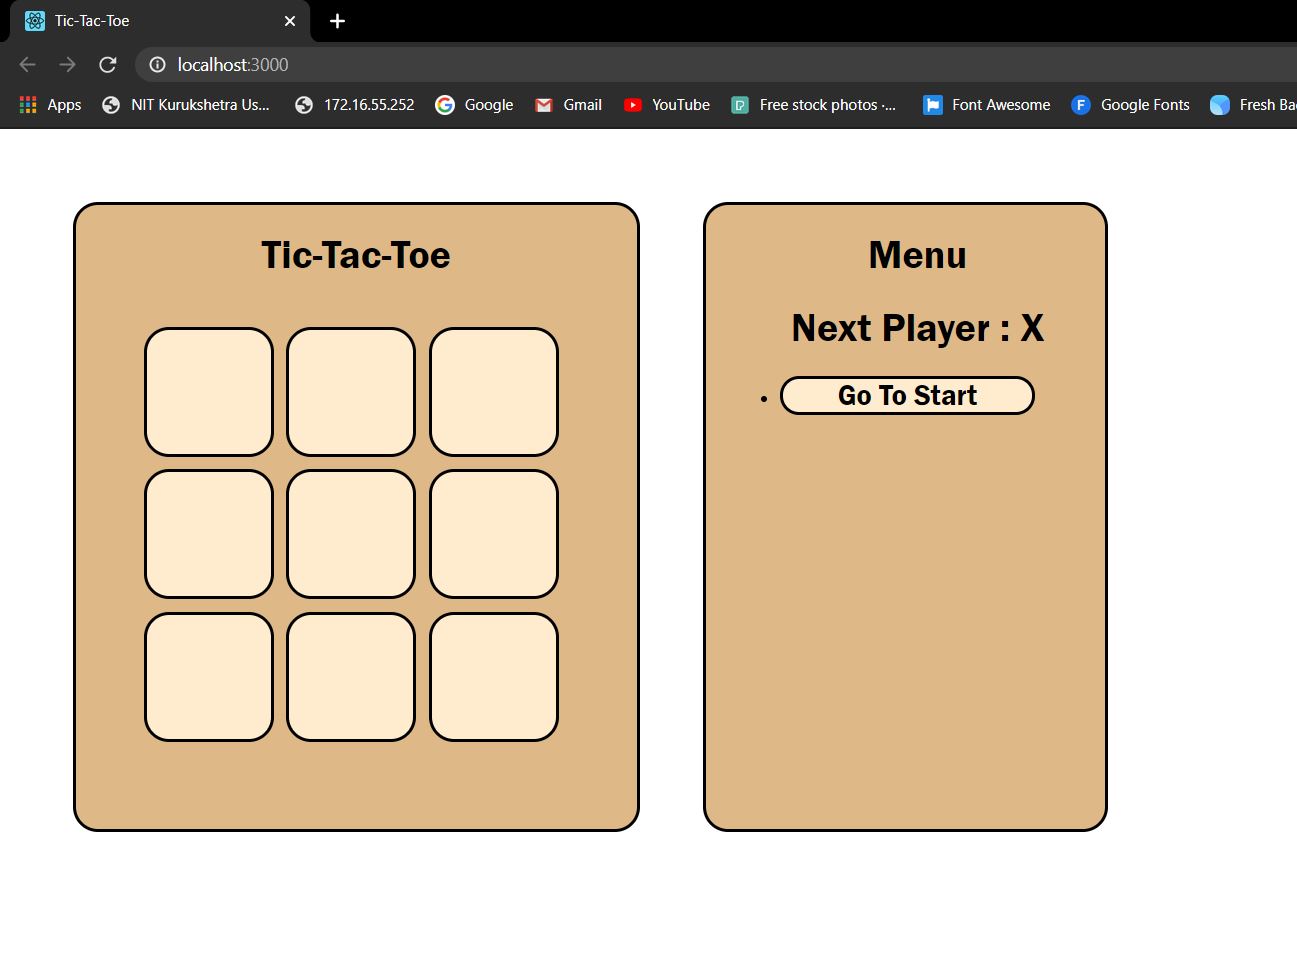 Tic-Tac-Toe
localhost:3000
Apps NIT Kurukshetra Us... 172.16.55.252 Google Gmail YouTube Free stock photos ·... Font Awesome Google Fonts Fresh Ba
Tic-Tac-Toe
Menu
Next Player : X
• Go To Start